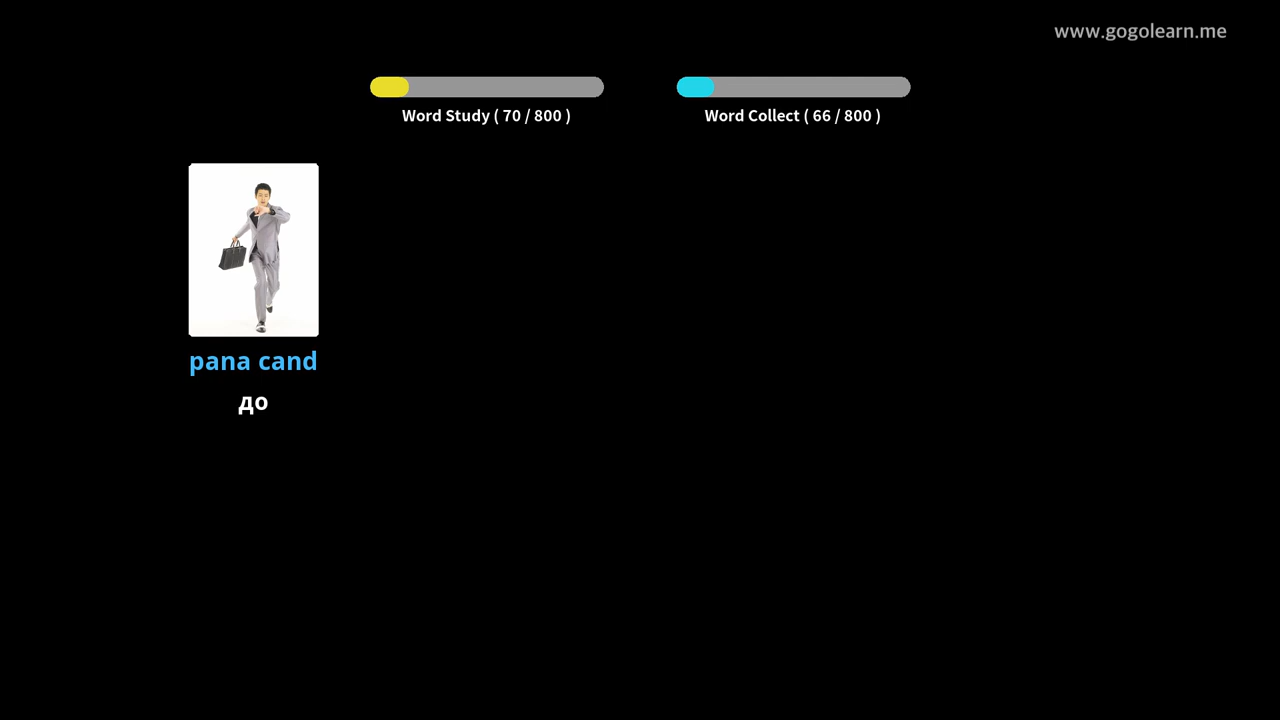 www.gogolearn.me
Word Study ( 70 / 800 )
Word Collect ( 66 / 800 )
pana cand
до